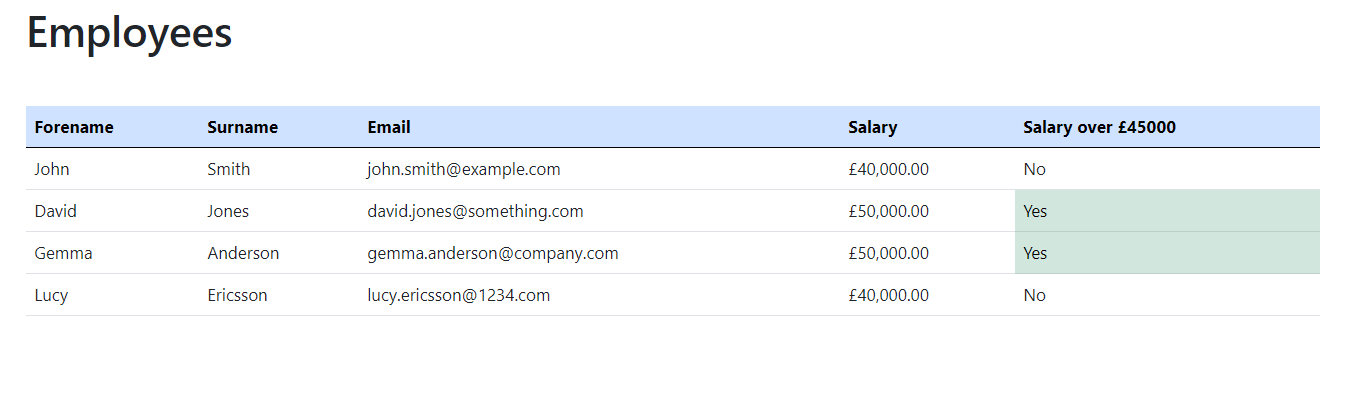 Employees
Forename Surname Email Salary Salary over £45000
John Smith john.smith@example.com £40,000.00 No
David Jones david.jones@something.com £50,000.00 Yes
Gemma Anderson gemma.anderson@company.com £50,000.00 Yes
Lucy Ericsson lucy.ericsson@1234.com £40,000.00 No